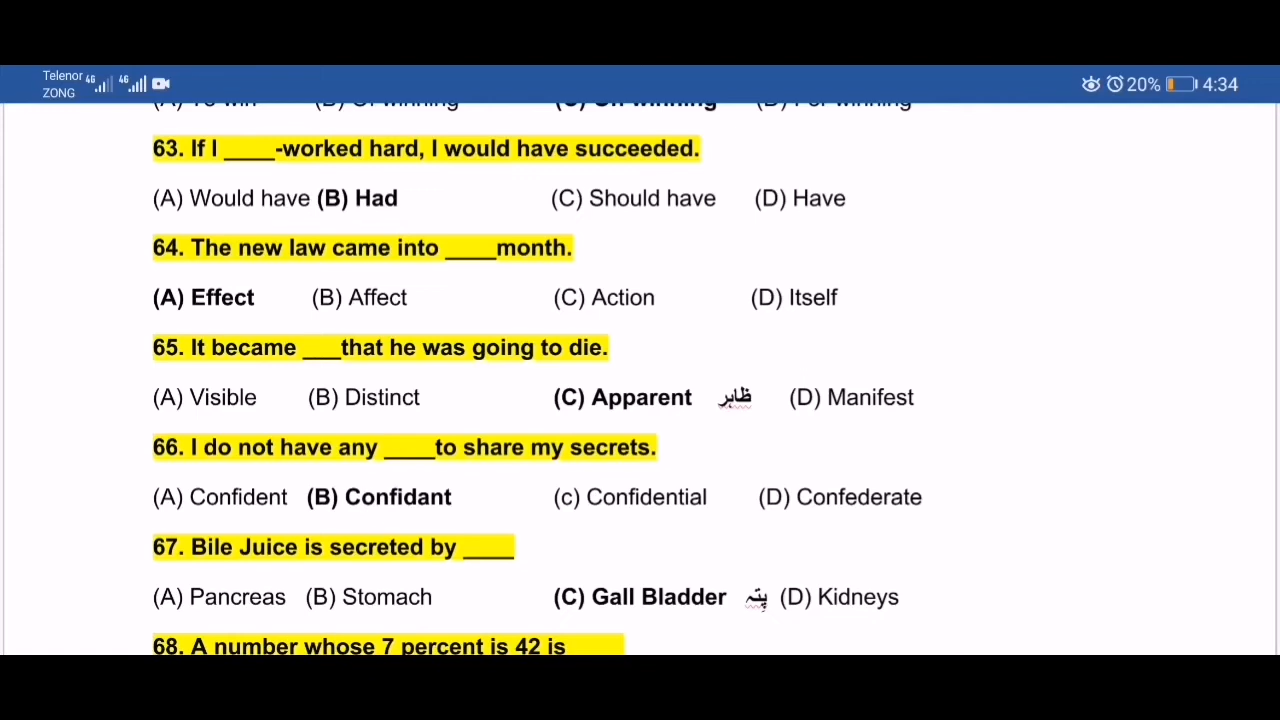 Telenor 4G 4G
ZONG
20% 4:34
63. If I ____-worked hard, I would have succeeded.
(A) Would have (B) Had (C) Should have (D) Have
64. The new law came into ____month.
(A) Effect (B) Affect (C) Action (D) Itself
65. It became ___that he was going to die.
(A) Visible (B) Distinct (C) Apparent ظاہر (D) Manifest
66. I do not have any ____to share my secrets.
(A) Confident (B) Confidant (c) Confidential (D) Confederate
67. Bile Juice is secreted by ____
(A) Pancreas (B) Stomach (C) Gall Bladder پتہ (D) Kidneys
68. A number whose 7 percent is 42 is